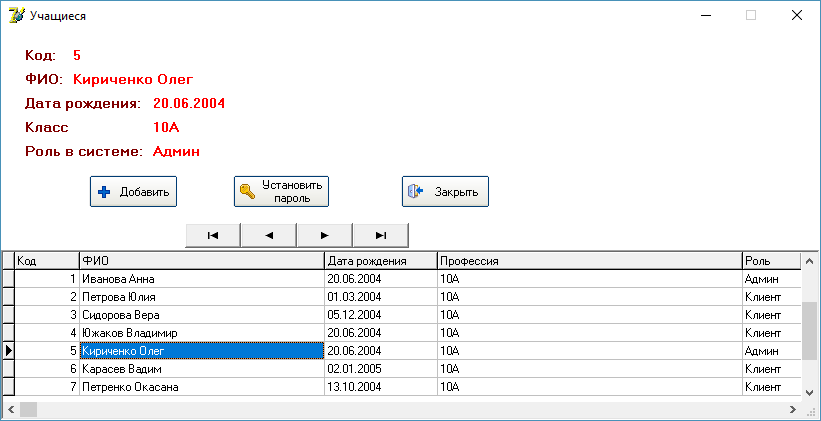 Учащиеся
Код: 5
ФИО: Кириченко Олег
Дата рождения: 20.06.2004
Класс 10А
Роль в системе: Админ
Добавить
Установить
пароль
Закрыть
Код ФИО Дата рождения Профессия Роль
1 Иванова Анна 20.06.2004 10А Админ
2 Петрова Юлия 01.03.2004 10А Клиент
3 Сидорова Вера 05.12.2004 10А Клиент
4 Южаков Владимир 20.06.2004 10А Клиент
5 Кириченко Олег 20.06.2004 10А Админ
6 Карасев Вадим 02.01.2005 10А Клиент
7 Петренко Окасана 13.10.2004 10А Клиент